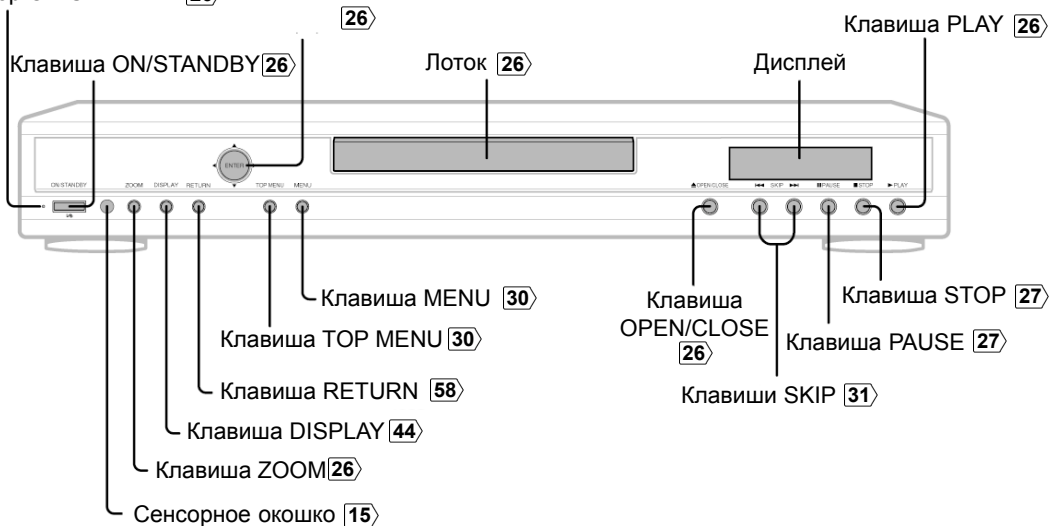 26
Клавиша PLAY 26
Клавиша ON/STANDBY 26
Лоток 26
Дисплей
ENTER
ON/STANDBY
ZOOM
DISPLAY
RETURN
TOP MENU
MENU
OPEN/CLOSE
SKIP
PAUSE
STOP
PLAY
Клавиша MENU 30
Клавиша TOP MENU 30
Клавиша RETURN 58
Клавиша DISPLAY 44
Клавиша ZOOM 26
Сенсорное окошко 15
Клавиша
OPEN/CLOSE
26
Клавиша STOP 27
Клавиша PAUSE 27
Клавиши SKIP 31